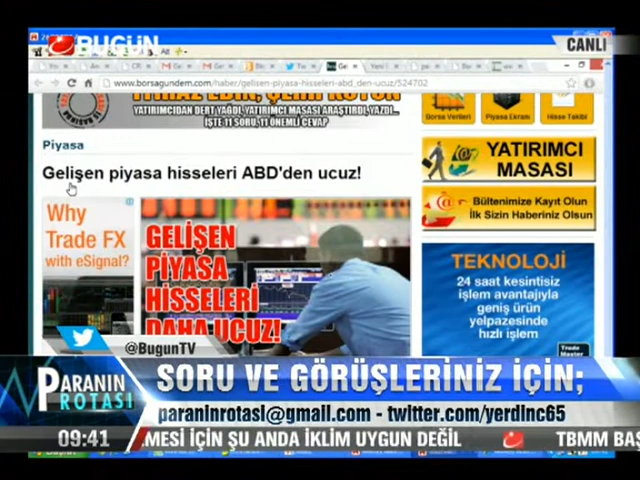 BUGÜN
CANLI
www.borsagundem.com/haber/gelisen-piyasa-hisseleri-abd_den-ucuz/524702
YATIRIMCIDAN DERT YAĞDI, YATIRIMCI MASASI ARAŞTIRDI, YAZDI...
İŞTE 11 SORU, 11 ÖNEMLİ CEVAP
Borsa Verileri
Piyasa Ekranı
Hisse Takibi
Piyasa
Gelişen piyasa hisseleri ABD'den ucuz!
YATIRIMCI
MASASI
Bültenimize Kayıt Olun
İlk Sizin Haberiniz Olsun
Why
Trade FX
with eSignal?
GELİŞEN
PİYASA
HİSSELERİ
DAHA UCUZ!
TEKNOLOJİ
24 saat kesintisiz
işlem avantajıyla
geniş ürün
yelpazesinde
hızlı işlem
Trade
Master
@BugunTV
PARANIN
ROTASI
SORU VE GÖRÜŞLERİNİZ İÇİN;
paraninrotasI@gmail.com - twitter.com/yerdinc65
09:41
MESİ İÇİN ŞU ANDA İKLİM UYGUN DEĞİL
TBMM BAŞ